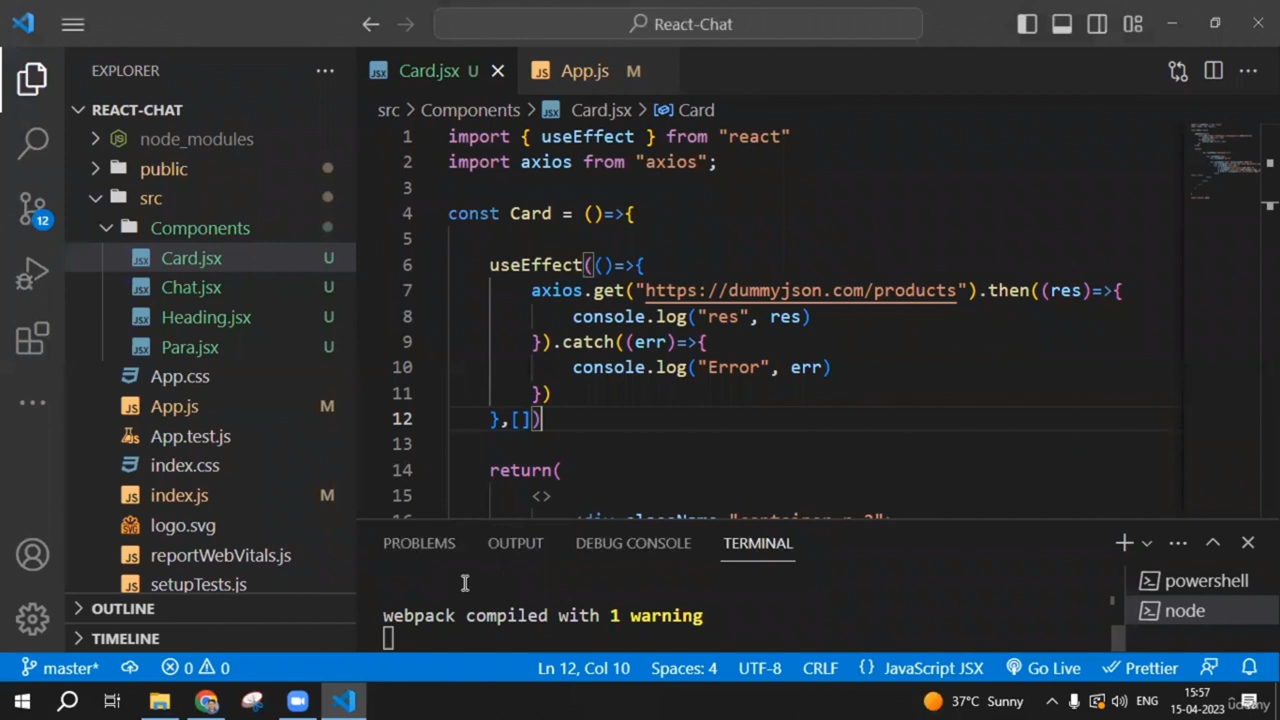 React-Chat
EXPLORER
Card.jsx U
App.js M
REACT-CHAT
src
Components
Card.jsx
Card
node_modules
public
src
Components
Card.jsx U
Chat.jsx U
Heading.jsx U
Para.jsx U
App.css
App.js M
App.test.js
index.css
index.js M
logo.svg
reportWebVitals.js
setupTests.js
OUTLINE
TIMELINE
12
1 import { useEffect } from "react"
2 import axios from "axios";
3
4 const Card = ()=>{
5
6 useEffect(()=>{
7 axios.get("https://dummyjson.com/products").then((res)=>{
8 console.log("res", res)
9 }).catch((err)=>{
10 console.log("Error", err)
11 })
12 },[])
13
14 return(
15 <>
PROBLEMS OUTPUT DEBUG CONSOLE TERMINAL
webpack compiled with 1 warning
powershell
node
master* 0 0 Ln 12, Col 10 Spaces: 4 UTF-8 CRLF {} JavaScript JSX Go Live Prettier
37°C Sunny ENG 15:57
15-04-2023
udemy